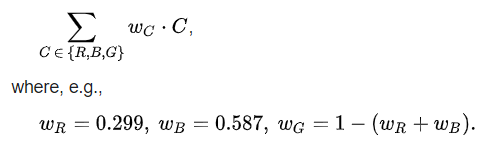 ∑ w_C · C,
C ∈ {R,B,G}
where, e.g.,
w_R = 0.299, w_B = 0.587, w_G = 1 − (w_R + w_B).